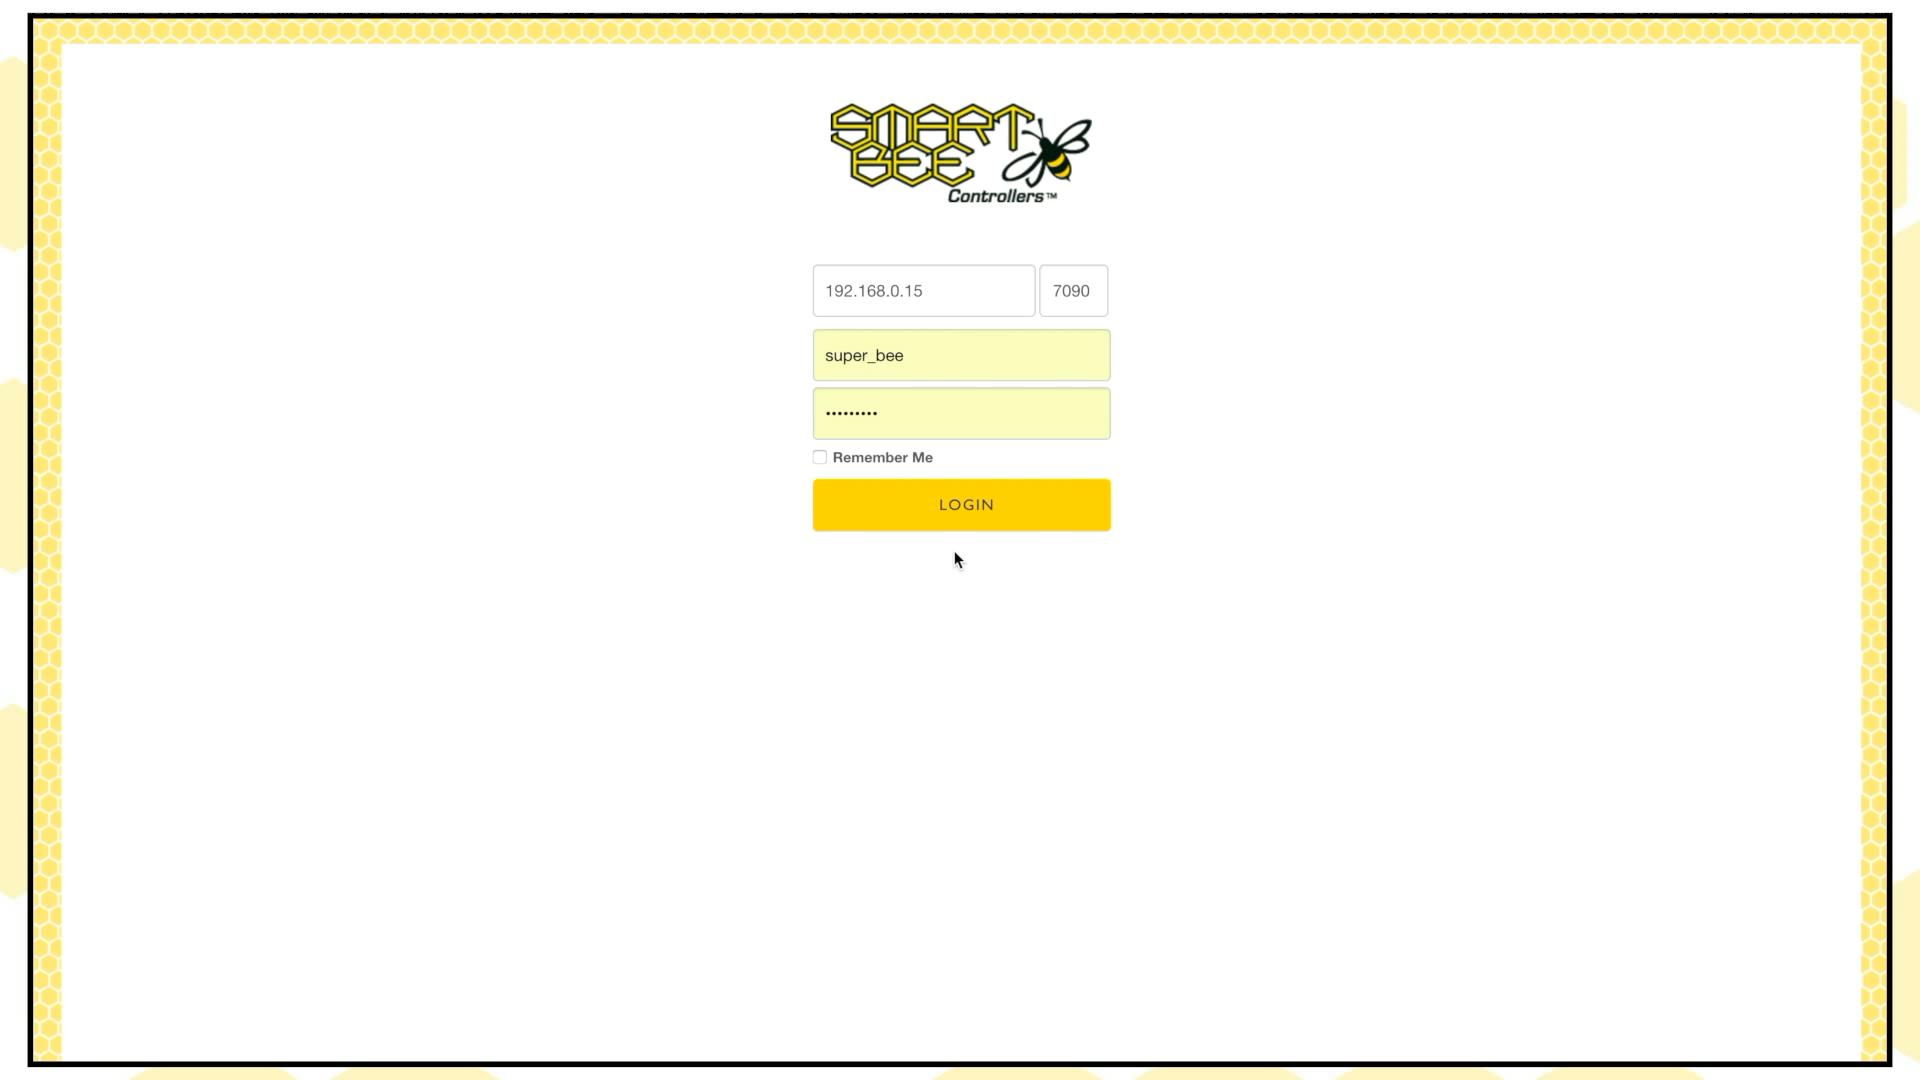 SMART
BEE
Controllers™
192.168.0.15 7090
super_bee
•••••••••
Remember Me
LOGIN